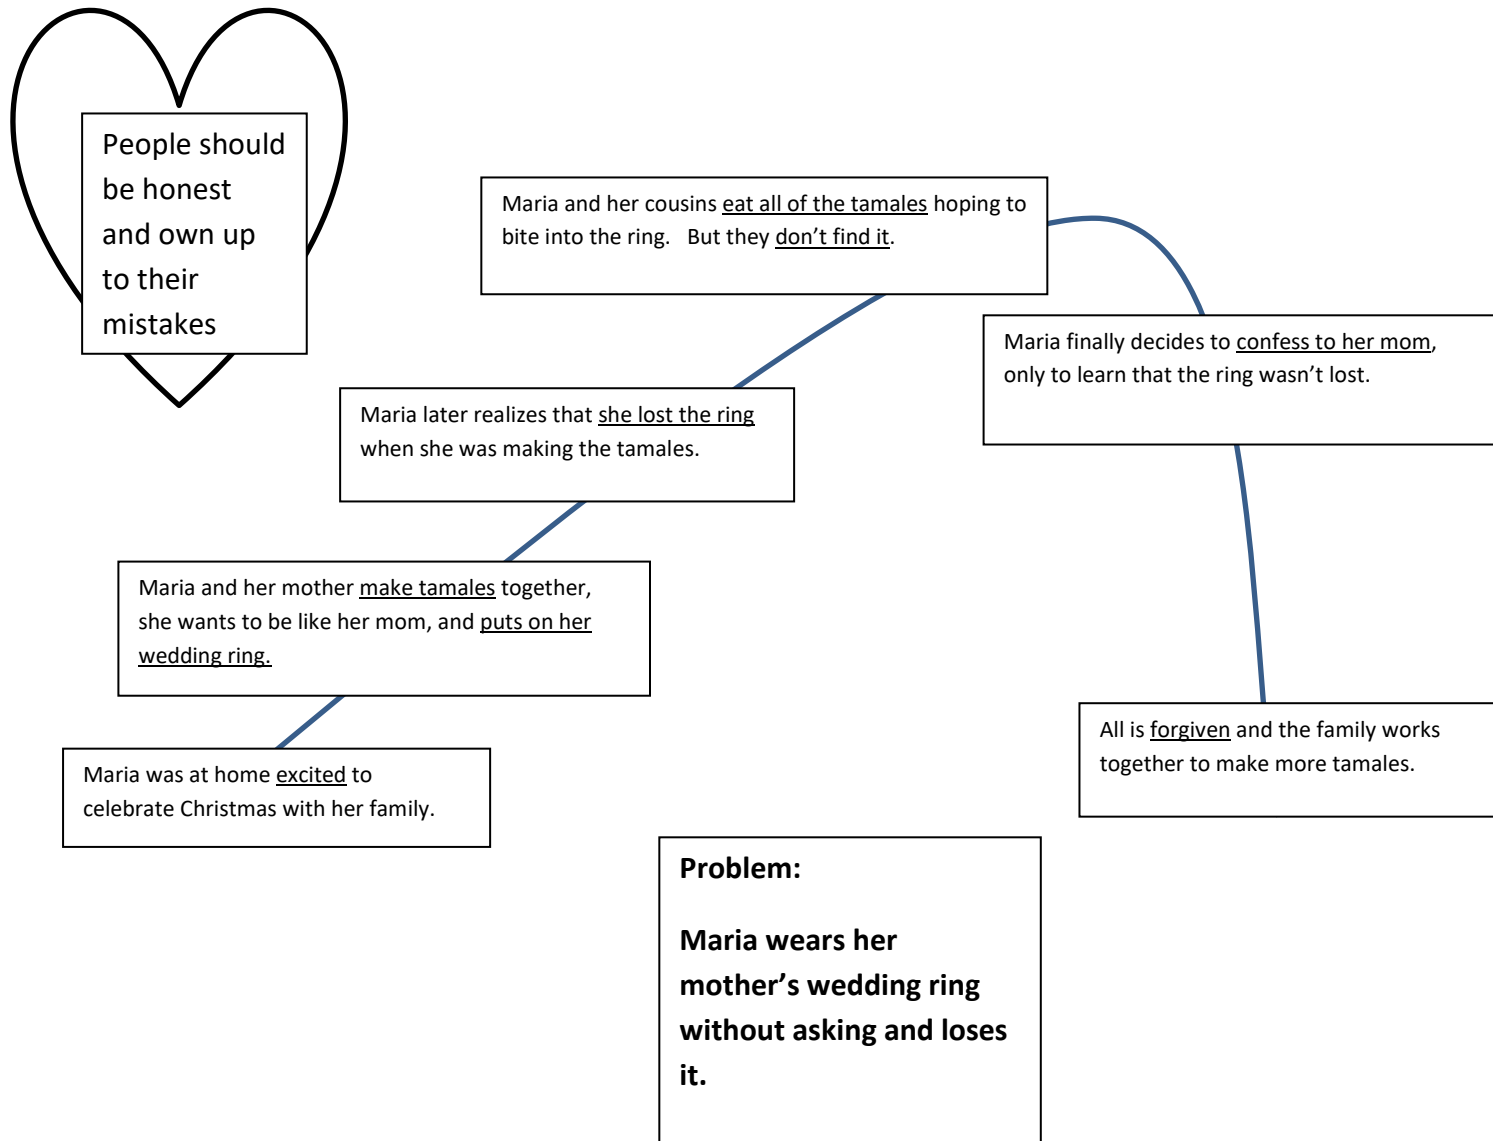 People should
be honest
and own up
to their
mistakes
Maria and her cousins eat all of the tamales hoping to
bite into the ring.   But they don’t find it.
Maria finally decides to confess to her mom,
only to learn that the ring wasn’t lost.
Maria later realizes that she lost the ring
when she was making the tamales.
Maria and her mother make tamales together,
she wants to be like her mom, and puts on her
wedding ring.
All is forgiven and the family works
together to make more tamales.
Maria was at home excited to
celebrate Christmas with her family.
Problem:
Maria wears her
mother’s wedding ring
without asking and loses
it.